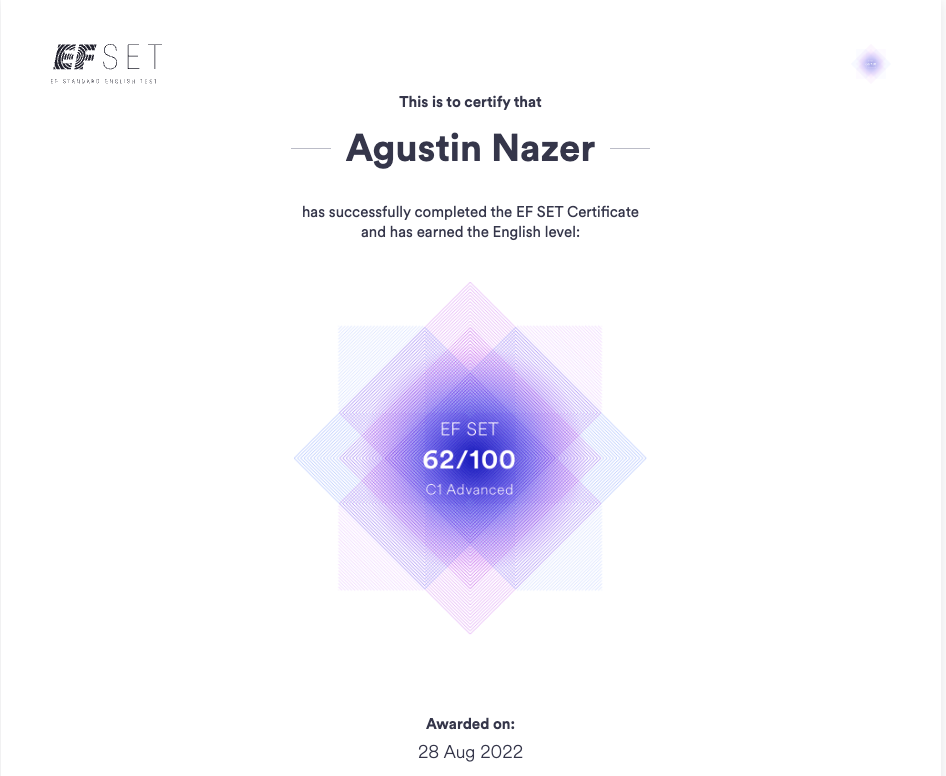 EF SET
EF STANDARD ENGLISH TEST
This is to certify that
Agustin Nazer
has successfully completed the EF SET Certificate
and has earned the English level:
EF SET
62/100
C1 Advanced
Awarded on:
28 Aug 2022